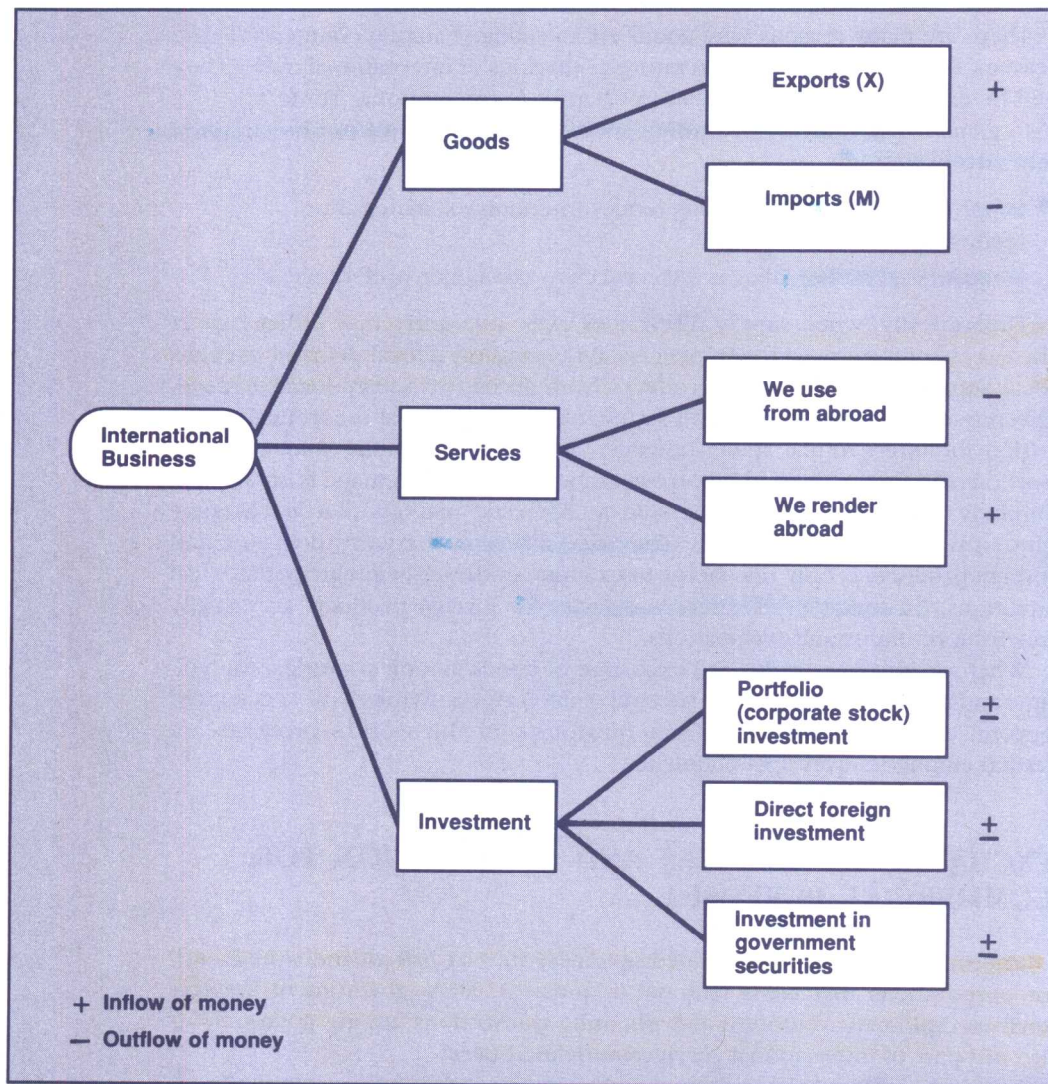 Exports (X)
+
Goods
Imports (M)
−
We use
from abroad
−
International
Business
Services
We render
abroad
+
Portfolio
(corporate stock)
investment
±
Investment
Direct foreign
investment
±
Investment in
government
securities
±
+ Inflow of money
− Outflow of money